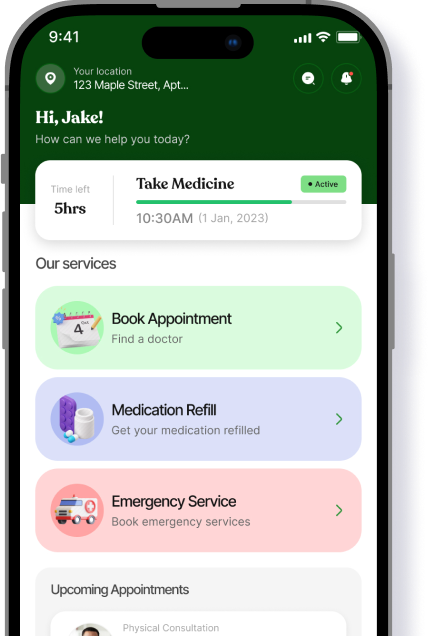 9:41
Your location
123 Maple Street, Apt...
Hi, Jake!
How can we help you today?
Time left
5hrs
Take Medicine
Active
10:30AM (1 Jan, 2023)
Our services
4
Book Appointment
Find a doctor
Medication Refill
Get your medication refilled
Emergency Service
Book emergency services
Upcoming Appointments
Physical Consultation